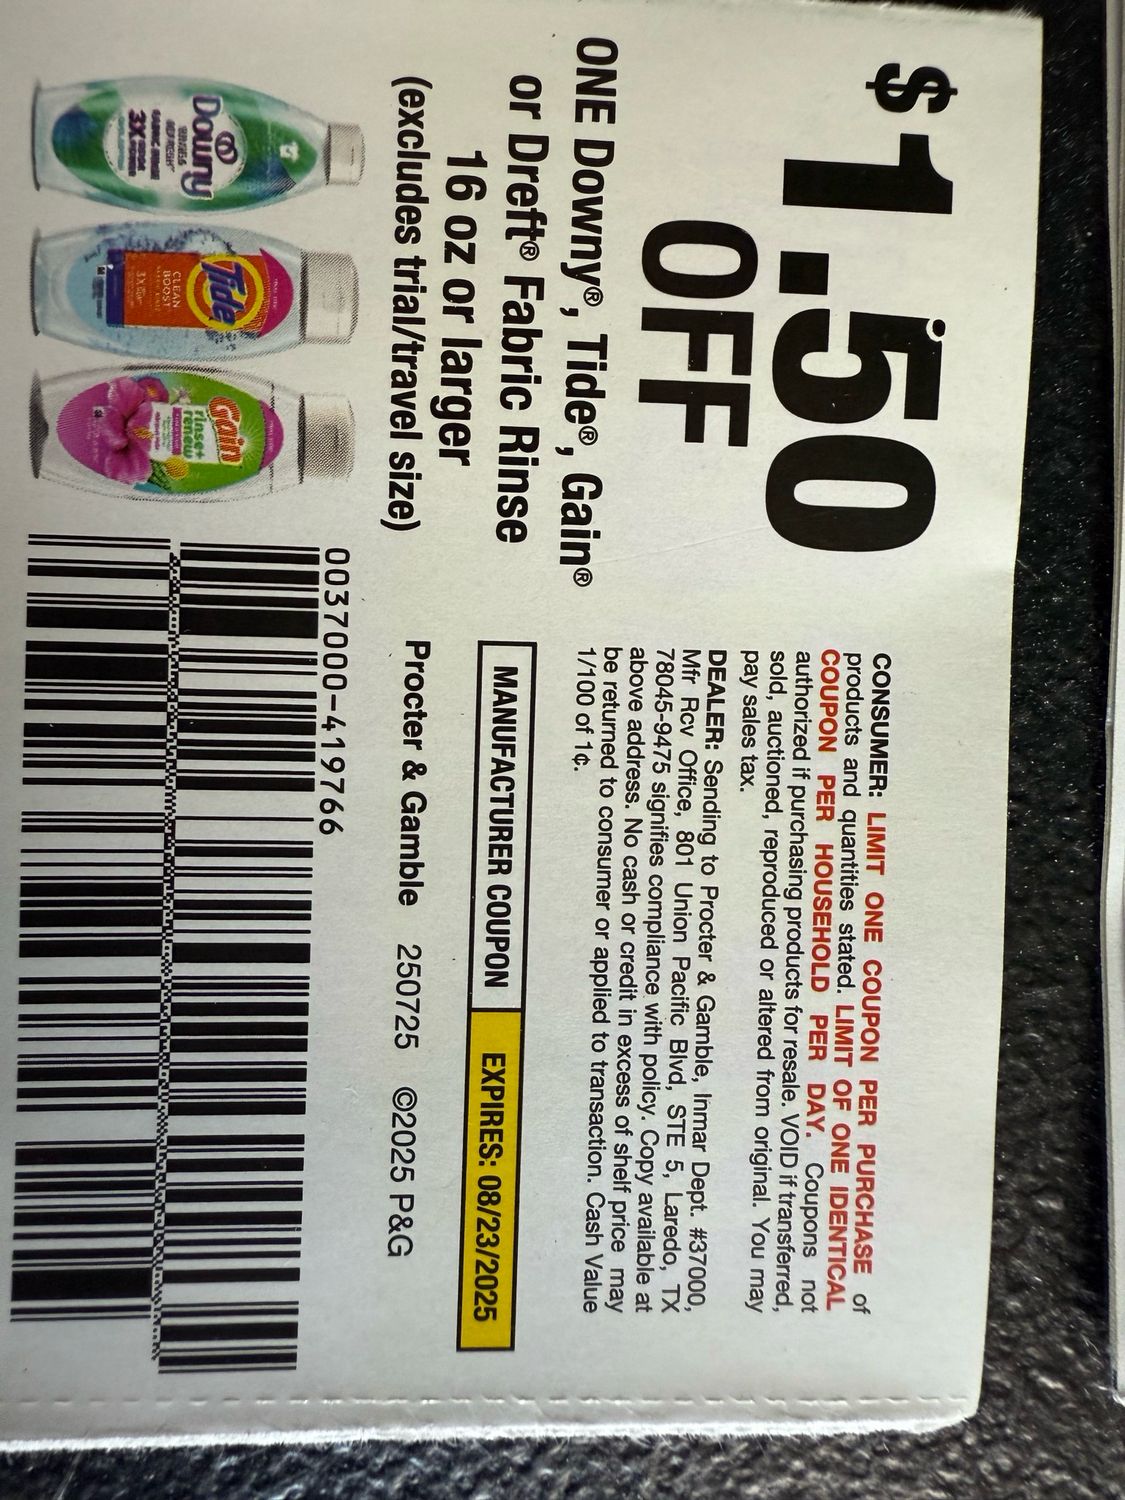 $1.50
OFF
ONE Downy®, Tide®, Gain®
or Dreft® Fabric Rinse
16 oz or larger
(excludes trial/travel size)
Downy
RINSE &
REFRESH
3X
Tide
CLEAN
BOOST
Gain
rinse+
renew
CONSUMER: LIMIT ONE COUPON PER PURCHASE of
products and quantities stated. LIMIT OF ONE IDENTICAL
COUPON PER HOUSEHOLD PER DAY. Coupons not
authorized if purchasing products for resale. VOID if transferred,
sold, auctioned, reproduced or altered from original. You may
pay sales tax.
DEALER: Sending to Procter & Gamble, Inmar Dept. #37000,
Mfr Rcv Office, 801 Union Pacific Blvd, STE 5, Laredo, TX
78045-9475 signifies compliance with policy. Copy available at
above address. No cash or credit in excess of shelf price may
be returned to consumer or applied to transaction. Cash Value
1/100 of 1¢.
MANUFACTURER COUPON EXPIRES: 08/23/2025
Procter & Gamble 250725 ©2025 P&G
0037000-419766